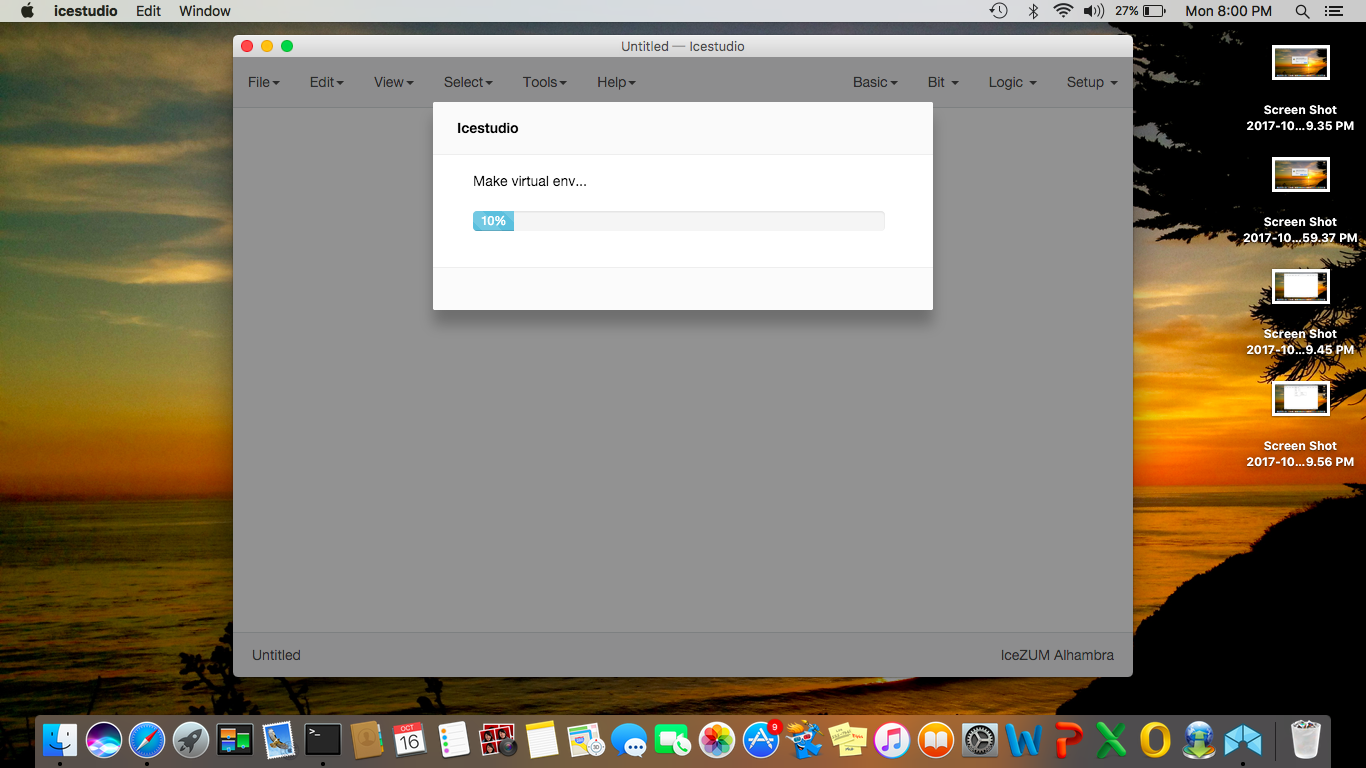 icestudio Edit Window 27% Mon 8:00 PM
Untitled — Icestudio
File Edit View Select Tools Help Basic Bit Logic Setup
Icestudio
Make virtual env...
10%
Screen Shot
2017-10...9.35 PM
Screen Shot
2017-10...59.37 PM
Screen Shot
2017-10...9.45 PM
Screen Shot
2017-10...9.56 PM
Untitled IceZUM Alhambra
OCT
16
9